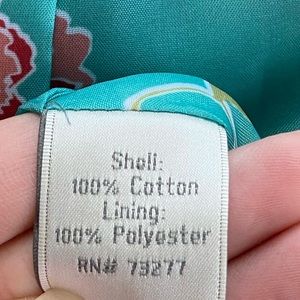 Shell:
100% Cotton
Lining:
100% Polyester
RN# 73277